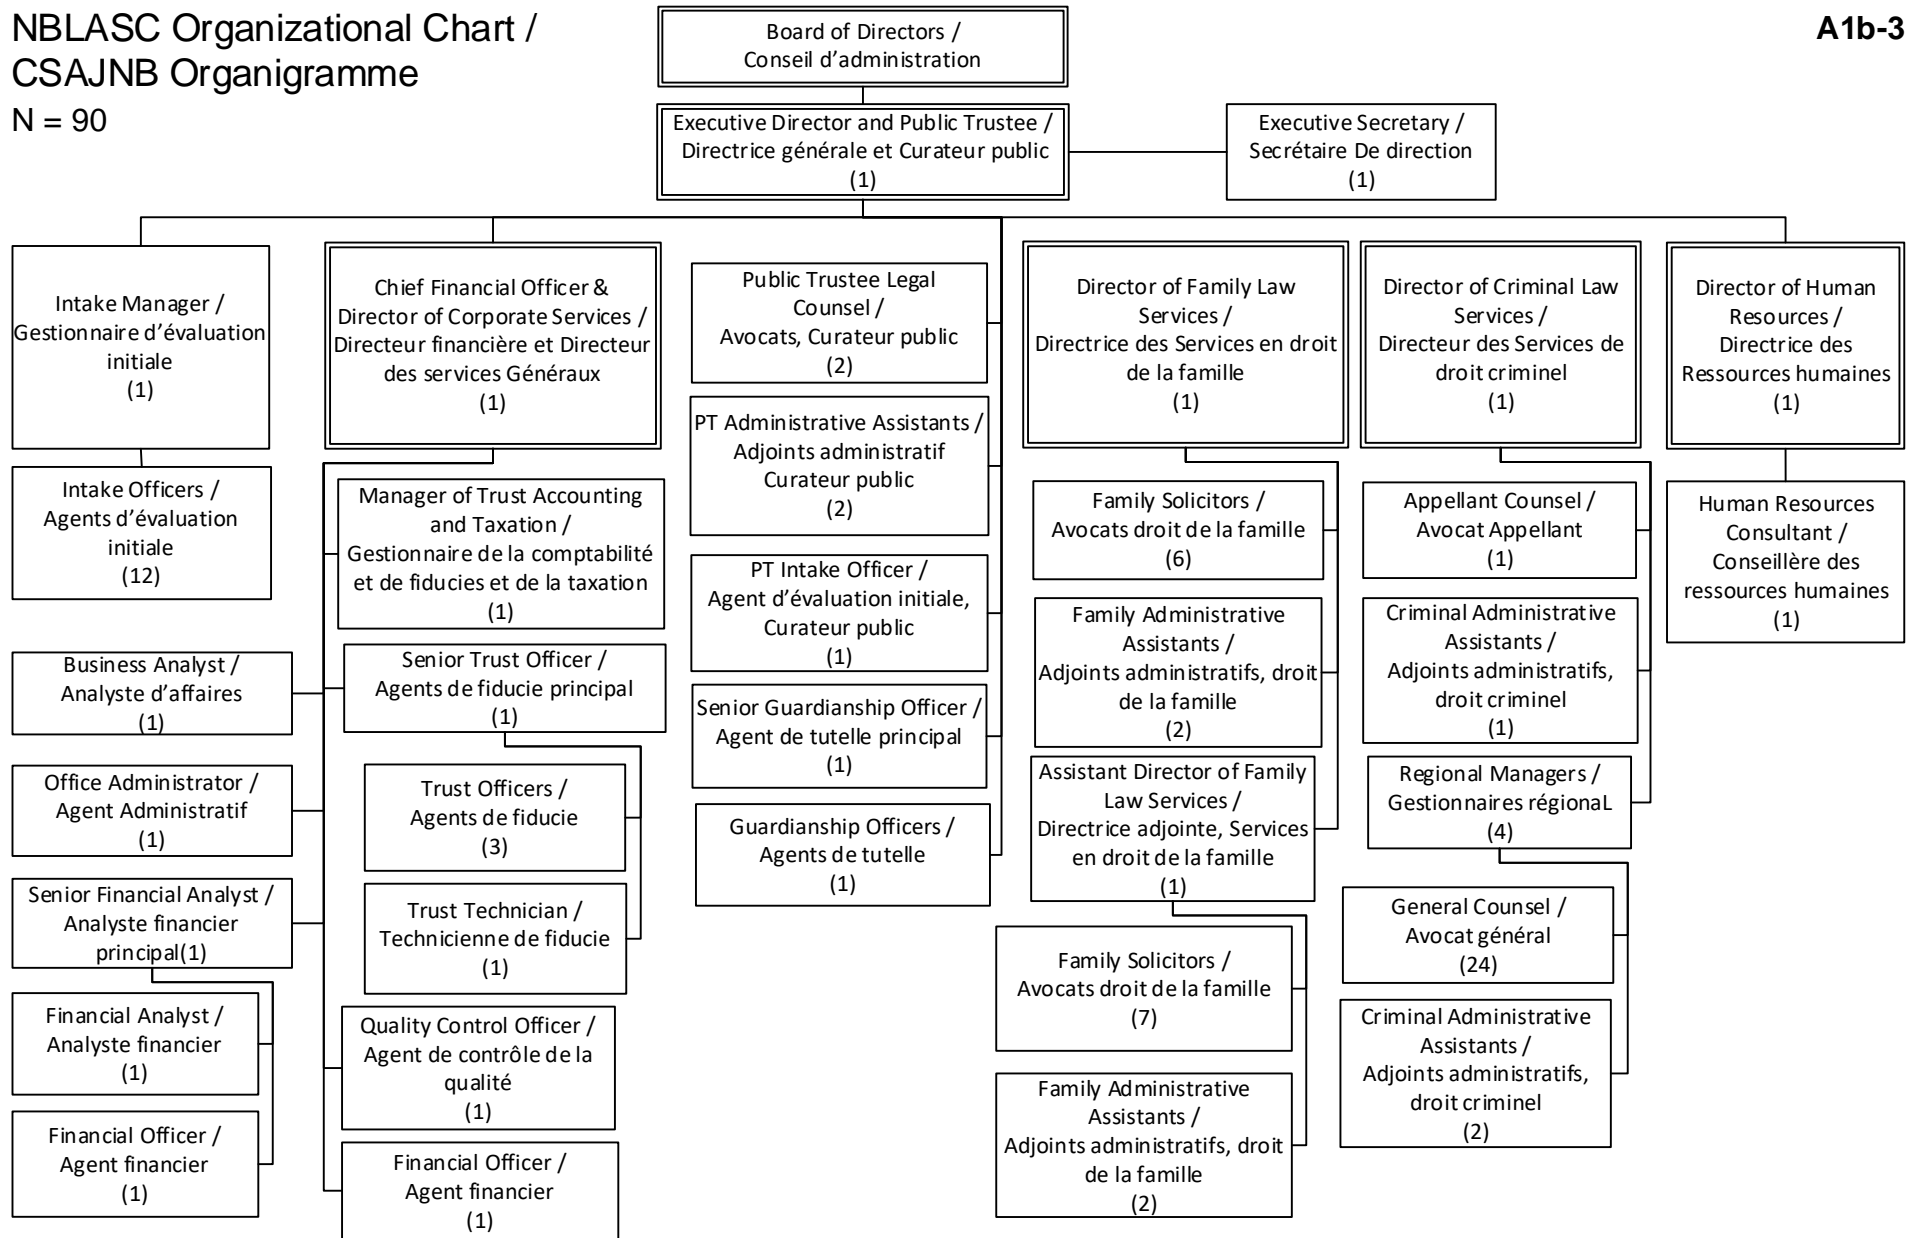 NBLASC Organizational Chart /
CSAJNB Organigramme
N = 90
A1b-3
Board of Directors /
Conseil d’administration
Executive Director and Public Trustee /
Directrice générale et Curateur public
(1)
Executive Secretary /
Secrétaire De direction
(1)
Intake Manager /
Gestionnaire d’évaluation
initiale
(1)
Intake Officers /
Agents d’évaluation
initiale
(12)
Chief Financial Officer &
Director of Corporate Services /
Directeur financière et Directeur
des services Généraux
(1)
Business Analyst /
Analyste d’affaires
(1)
Office Administrator /
Agent Administratif
(1)
Senior Financial Analyst /
Analyste financier
principal(1)
Financial Analyst /
Analyste financier
(1)
Financial Officer /
Agent financier
(1)
Manager of Trust Accounting
and Taxation /
Gestionnaire de la comptabilité
et de fiducies et de la taxation
(1)
Senior Trust Officer /
Agents de fiducie principal
(1)
Trust Officers /
Agents de fiducie
(3)
Trust Technician /
Technicienne de fiducie
(1)
Quality Control Officer /
Agent de contrôle de la
qualité
(1)
Financial Officer /
Agent financier
(1)
Public Trustee Legal
Counsel /
Avocats, Curateur public
(2)
PT Administrative Assistants /
Adjoints administratif
Curateur public
(2)
PT Intake Officer /
Agent d’évaluation initiale,
Curateur public
(1)
Senior Guardianship Officer /
Agent de tutelle principal
(1)
Guardianship Officers /
Agents de tutelle
(1)
Director of Family Law
Services /
Directrice des Services en droit
de la famille
(1)
Family Solicitors /
Avocats droit de la famille
(6)
Family Administrative
Assistants /
Adjoints administratifs, droit
de la famille
(2)
Assistant Director of Family
Law Services /
Directrice adjointe, Services
en droit de la famille
(1)
Family Solicitors /
Avocats droit de la famille
(7)
Family Administrative
Assistants /
Adjoints administratifs, droit
de la famille
(2)
Director of Criminal Law
Services /
Directeur des Services de
droit criminel
(1)
Appellant Counsel /
Avocat Appellant
(1)
Criminal Administrative
Assistants /
Adjoints administratifs,
droit criminel
(1)
Regional Managers /
Gestionnaires régionaL
(4)
General Counsel /
Avocat général
(24)
Criminal Administrative
Assistants /
Adjoints administratifs,
droit criminel
(2)
Director of Human
Resources /
Directrice des
Ressources humaines
(1)
Human Resources
Consultant /
Conseillère des
ressources humaines
(1)